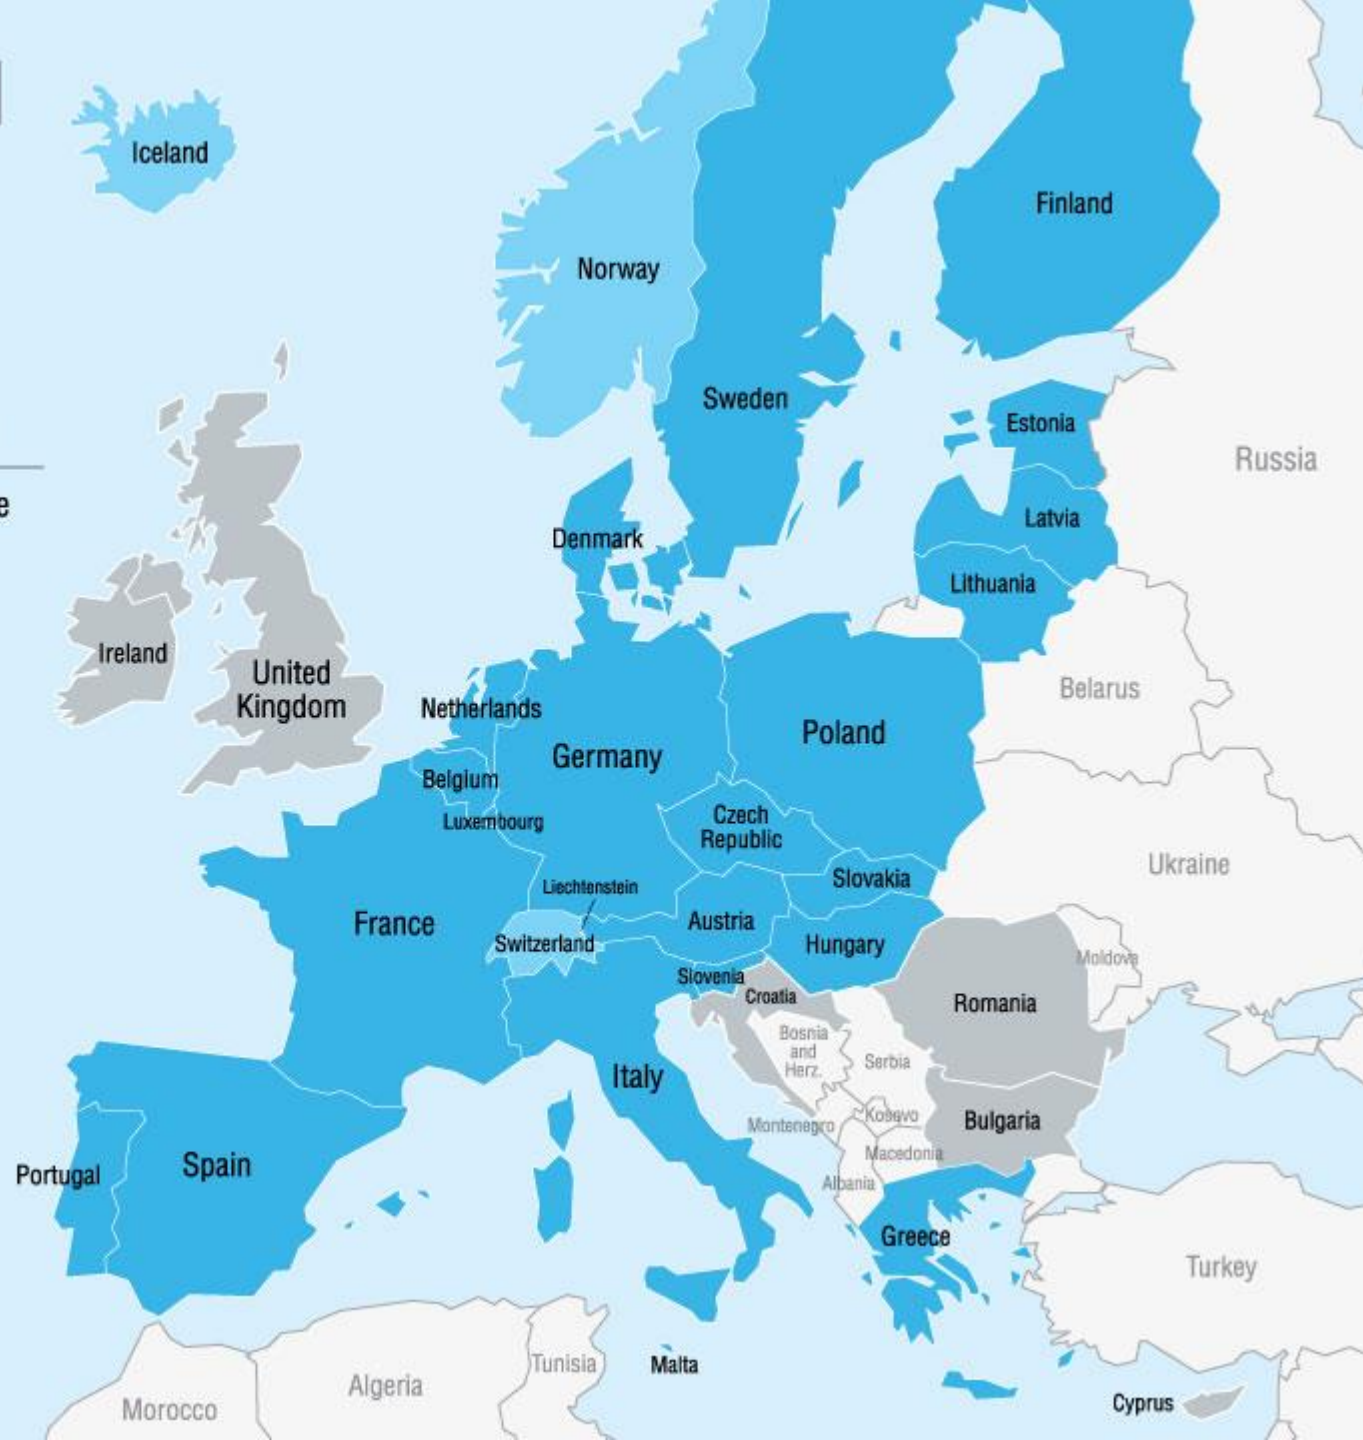 Iceland
Finland
Norway
Sweden
Estonia
Russia
e
Latvia
Denmark
Lithuania
Ireland
United
Kingdom
Belarus
Netherlands
Poland
Germany
Belgium
Czech
Republic
Luxembourg
Ukraine
Slovakia
Liechtenstein
France
Austria
Switzerland
Hungary
Moldova
Slovenia
Croatia
Romania
Bosnia
and
Herz.
Serbia
Italy
Kosovo
Bulgaria
Montenegro
Macedonia
Spain
Portugal
Albania
Greece
Turkey
Malta
Tunisia
Algeria
Cyprus
Morocco